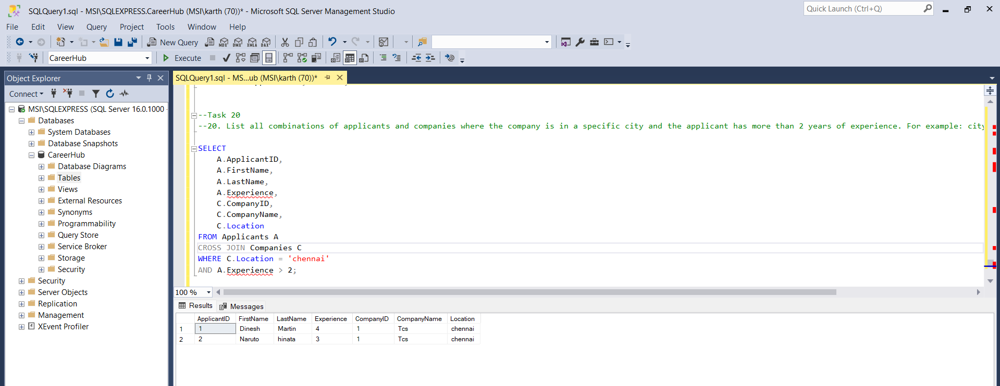 SQLQuery1.sql - MSI\SQLEXPRESS.CareerHub (MSI\karth (70))* - Microsoft SQL Server Management Studio
Quick Launch (Ctrl+Q)
File Edit View Query Project Tools Window Help
New Query MDX DMX XMLA DAX
CareerHub Execute
Object Explorer
SQLQuery1.sql - MS...ub (MSI\karth (70))*
Connect
MSI\SQLEXPRESS (SQL Server 16.0.1000 -
Databases
System Databases
Database Snapshots
CareerHub
Database Diagrams
Tables
Views
External Resources
Synonyms
Programmability
Query Store
Service Broker
Storage
Security
Security
Server Objects
Replication
Management
XEvent Profiler
--Task 20
--20. List all combinations of applicants and companies where the company is in a specific city and the applicant has more than 2 years of experience. For example: city
SELECT
A.ApplicantID,
A.FirstName,
A.LastName,
A.Experience,
C.CompanyID,
C.CompanyName,
C.Location
FROM Applicants A
CROSS JOIN Companies C
WHERE C.Location = 'chennai'
AND A.Experience > 2;
100 %
Results Messages
ApplicantID FirstName LastName Experience CompanyID CompanyName Location
1 1 Dinesh Martin 4 1 Tcs chennai
2 2 Naruto hinata 3 1 Tcs chennai